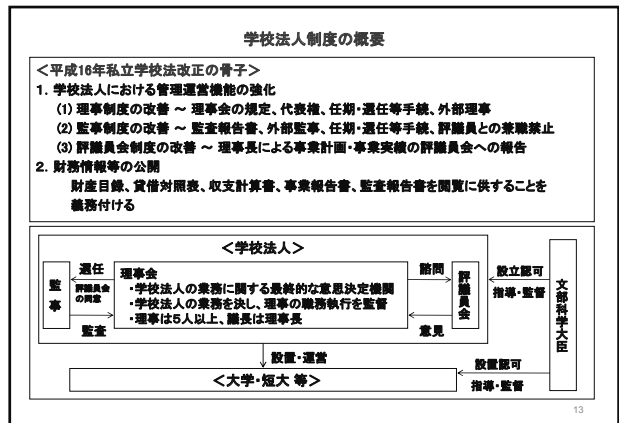 学校法人制度の概要
＜平成16年私立学校法改正の骨子＞
1. 学校法人における管理運営機能の強化
(1) 理事制度の改善 ～ 理事会の規定、代表権、任期・選任等手続、外部理事
(2) 監事制度の改善 ～ 監査報告書、外部監事、任期・選任等手続、評議員との兼職禁止
(3) 評議員会制度の改善 ～ 理事長による事業計画・事業実績の評議員会への報告
2. 財務情報等の公開
財産目録、貸借対照表、収支計算書、事業報告書、監査報告書を閲覧に供することを
義務付ける
＜学校法人＞
監事
選任
評議員会
の同意
監査
理事会
・学校法人の業務に関する最終的な意思決定機関
・学校法人の業務を決し、理事の職務執行を監督
・理事は5人以上、議長は理事長
諮問
意見
評議員会
設立認可
指導・監督
文部科学大臣
設置・運営
＜大学・短大 等＞
設置認可
指導・監督
13